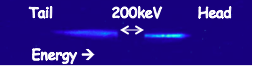 Tail 200keV Head
Energy →